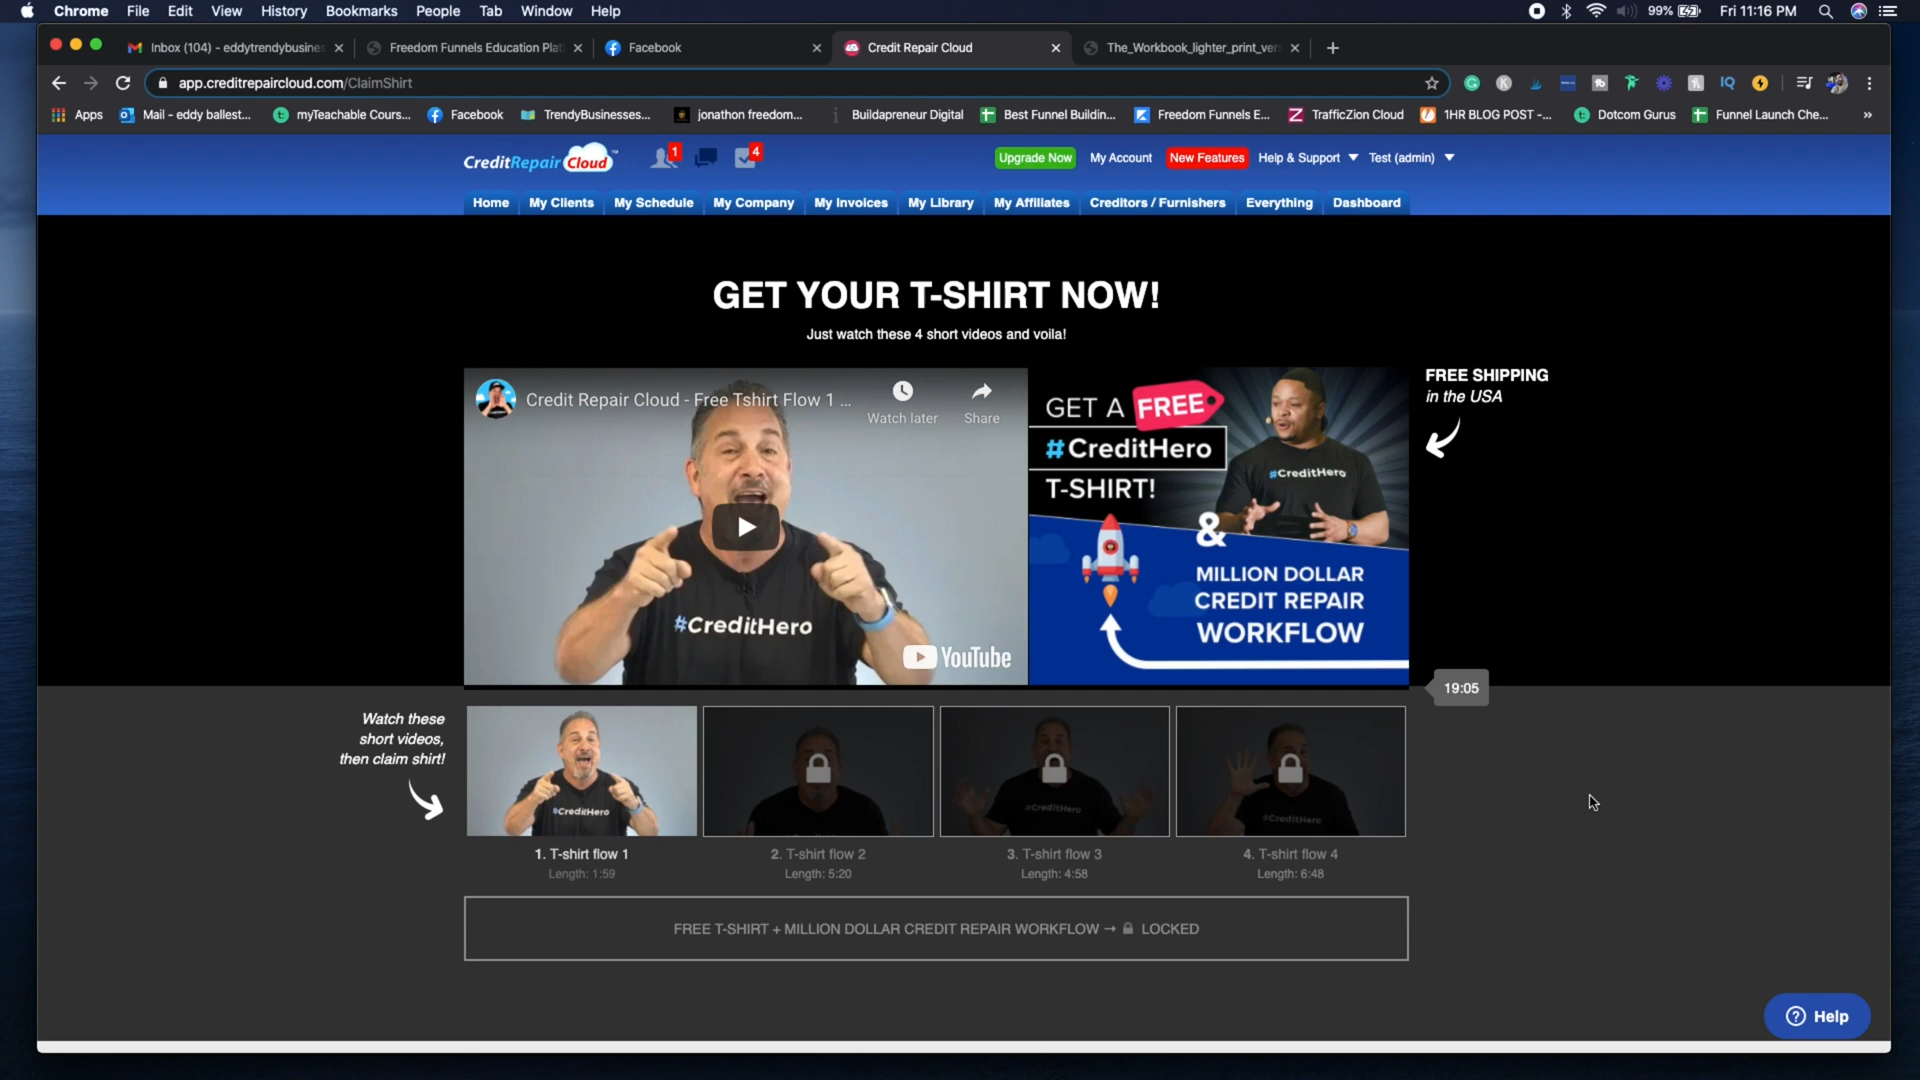 Chrome File Edit View History Bookmarks People Tab Window Help
99% Fri 11:16 PM
Inbox (104) - eddytrendybusine
Freedom Funnels Education Pla
Facebook
Credit Repair Cloud
The_Workbook_lighter_print_ver
app.creditrepaircloud.com/ClaimShirt
Apps
Mail - eddy ballest...
myTeachable Cours...
Facebook
TrendyBusinesses...
jonathon freedom...
Buildapreneur Digital
Best Funnel Buildin...
Freedom Funnels E...
TrafficZion Cloud
1HR BLOG POST -...
Dotcom Gurus
Funnel Launch Che...
»
CreditRepair Cloud™
1
4
Upgrade Now
My Account
New Features
Help & Support
Test (admin)
Home
My Clients
My Schedule
My Company
My Invoices
My Library
My Affiliates
Creditors / Furnishers
Everything
Dashboard
GET YOUR T-SHIRT NOW!
Just watch these 4 short videos and voila!
Credit Repair Cloud - Free Tshirt Flow 1 ...
Watch later
Share
#CreditHero
YouTube
GET A FREE
#CreditHero
T-SHIRT!
#CreditHero
&
MILLION DOLLAR
CREDIT REPAIR
WORKFLOW
FREE SHIPPING
in the USA
19:05
Watch these
short videos,
then claim shirt!
#CreditHero
#CreditHero
#CreditHero
1. T-shirt flow 1
Length: 1:59
2. T-shirt flow 2
Length: 5:20
3. T-shirt flow 3
Length: 4:58
4. T-shirt flow 4
Length: 6:48
FREE T-SHIRT + MILLION DOLLAR CREDIT REPAIR WORKFLOW → LOCKED
Help